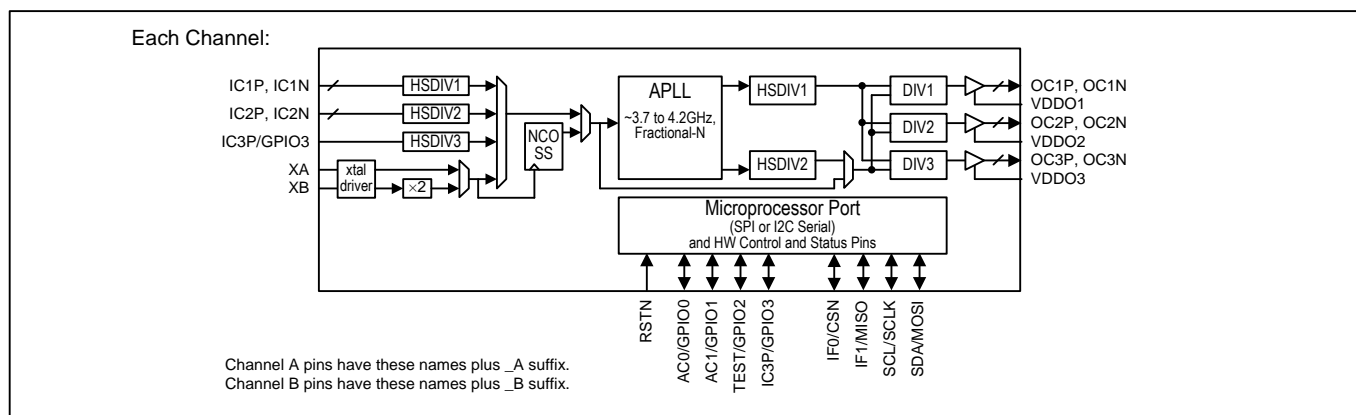 Each Channel:
IC1P, IC1N
IC2P, IC2N
IC3P/GPIO3
XA
XB
HSDIV1
HSDIV2
HSDIV3
xtal
driver
×2
NCO
SS
APLL
~3.7 to 4.2GHz,
Fractional-N
HSDIV1
HSDIV2
DIV1
DIV2
DIV3
OC1P, OC1N
VDDO1
OC2P, OC2N
VDDO2
OC3P, OC3N
VDDO3
Microprocessor Port
(SPI or I2C Serial)
and HW Control and Status Pins
RSTN
AC0/GPIO0
AC1/GPIO1
TEST/GPIO2
IC3P/GPIO3
IF0/CSN
IF1/MISO
SCL/SCLK
SDA/MOSI
Channel A pins have these names plus _A suffix.
Channel B pins have these names plus _B suffix.